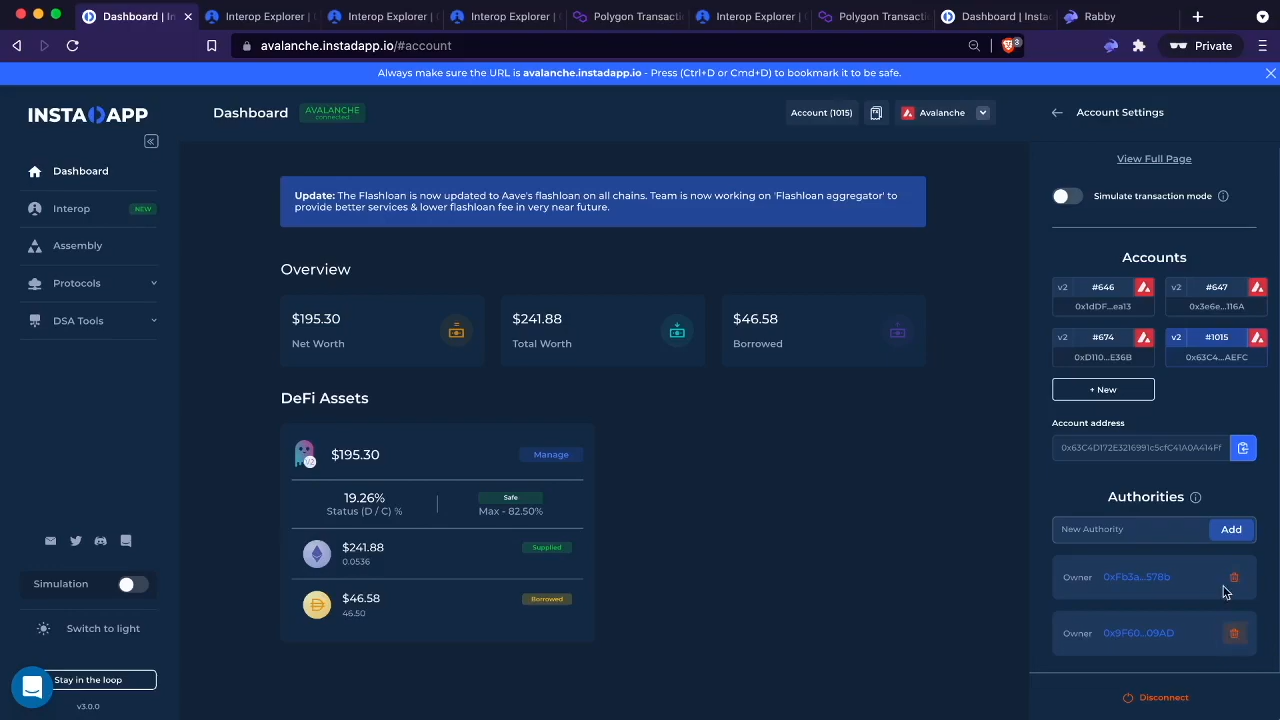 Dashboard | In
Interop Explorer | (
Interop Explorer | (
Interop Explorer | (
Polygon Transactic
Interop Explorer | (
Polygon Transactic
Dashboard | Instad
Rabby
avalanche.instadapp.io/#account
3
Private
Always make sure the URL is avalanche.instadapp.io - Press (Ctrl+D or Cmd+D) to bookmark it to be safe.
INSTADAPP
Dashboard
Interop
NEW
Assembly
Protocols
DSA Tools
Simulation
Switch to light
Stay in the loop
v3.0.0
Dashboard
AVALANCHE
connected
Account (1015)
Avalanche
Update: The Flashloan is now updated to Aave's flashloan on all chains. Team is now working on 'Flashloan aggregator' to
provide better services & lower flashloan fee in very near future.
Overview
$195.30
Net Worth
$241.88
Total Worth
$46.58
Borrowed
DeFi Assets
V2
$195.30
Manage
19.26%
Status (D / C) %
Safe
Max - 82.50%
$241.88
0.0536
Supplied
$46.58
46.50
Borrowed
Account Settings
View Full Page
Simulate transaction mode
Accounts
v2 #646
0x1dDF...ea13
v2 #647
0x3e6e...116A
v2 #674
0xD110...E36B
v2 #1015
0x63C4...AEFC
+ New
Account address
0x63C4D172E3216991c5cfC41A0A414Ff
Authorities
New Authority
Add
Owner 0xFb3a...578b
Owner 0x9F60...09AD
Disconnect